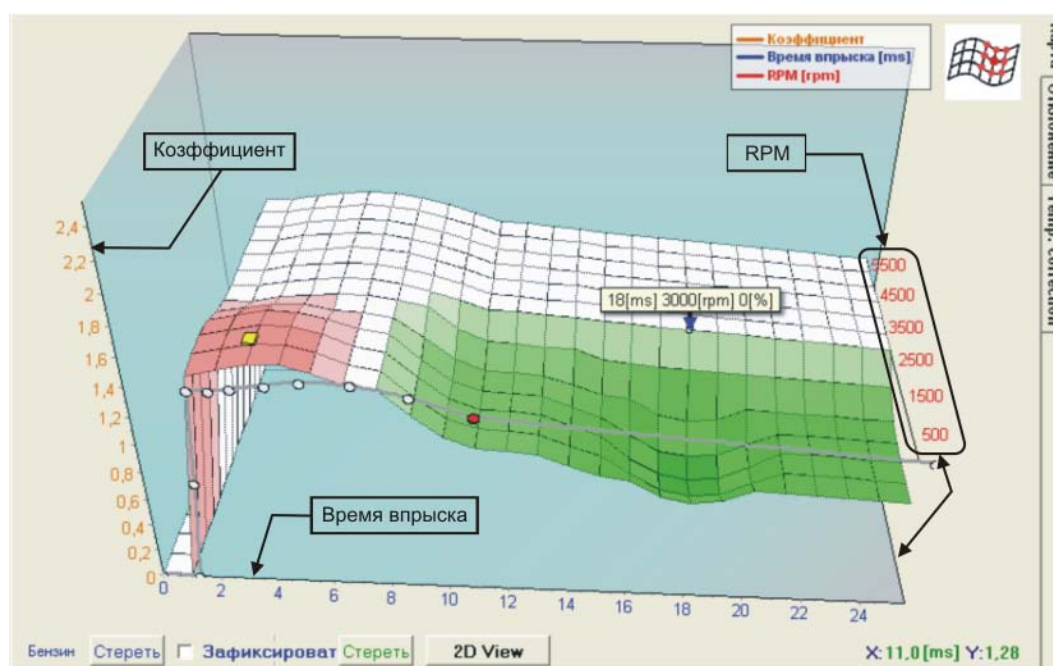 Коэффициент
Время впрыска [ms]
RPM [rpm]
Коэффициент
RPM
2,4
2,2
2
1,8
1,6
1,4
1,2
1
0,8
0,6
0,4
0,2
0
18[ms] 3000[rpm] 0[%]
5500
4500
3500
2500
1500
500
Время впрыска
0 2 4 6 8 10 12 14 16 18 20 22 24
Отклонение
Бензин Стереть Зафиксироват Стереть 2D View X:11,0[ms] Y:1,28